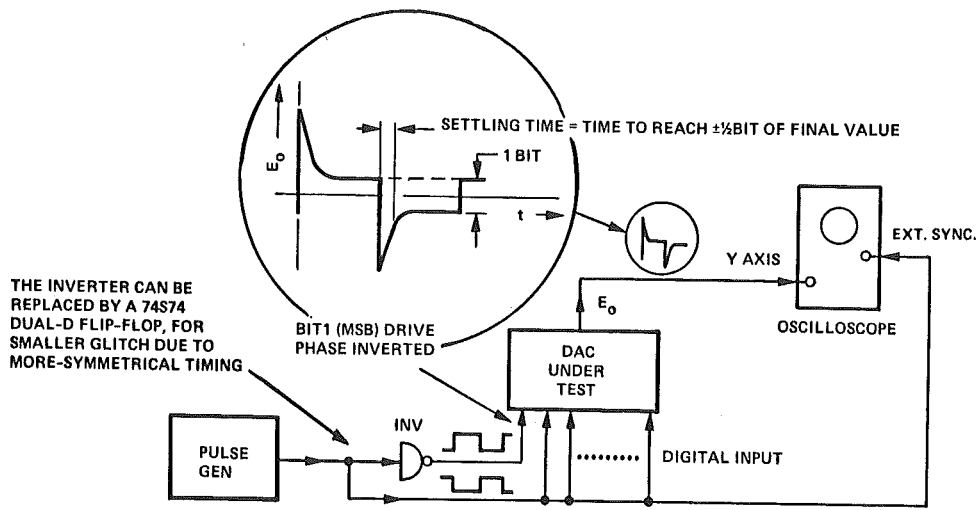 SETTLING TIME = TIME TO REACH ±½BIT OF FINAL VALUE
1 BIT
Eo
t
EXT. SYNC.
Y AXIS
Eo
OSCILLOSCOPE
THE INVERTER CAN BE
REPLACED BY A 74S74
DUAL-D FLIP-FLOP, FOR
SMALLER GLITCH DUE TO
MORE-SYMMETRICAL TIMING
BIT1 (MSB) DRIVE
PHASE INVERTED
DAC
UNDER
TEST
INV
PULSE
GEN
DIGITAL INPUT